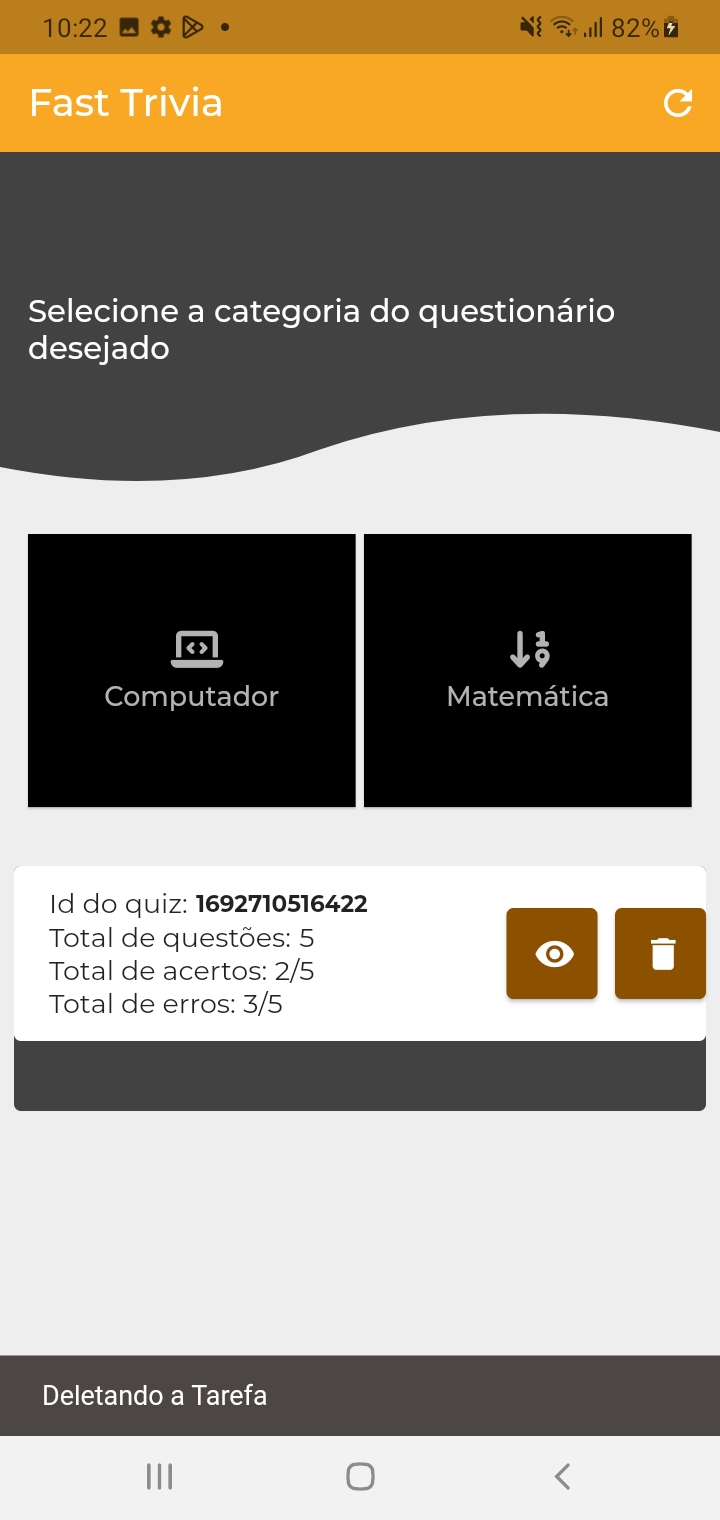 10:22
82%
Fast Trivia
Selecione a categoria do questionário
desejado
Computador
Matemática
Id do quiz: 1692710516422
Total de questões: 5
Total de acertos: 2/5
Total de erros: 3/5
Deletando a Tarefa